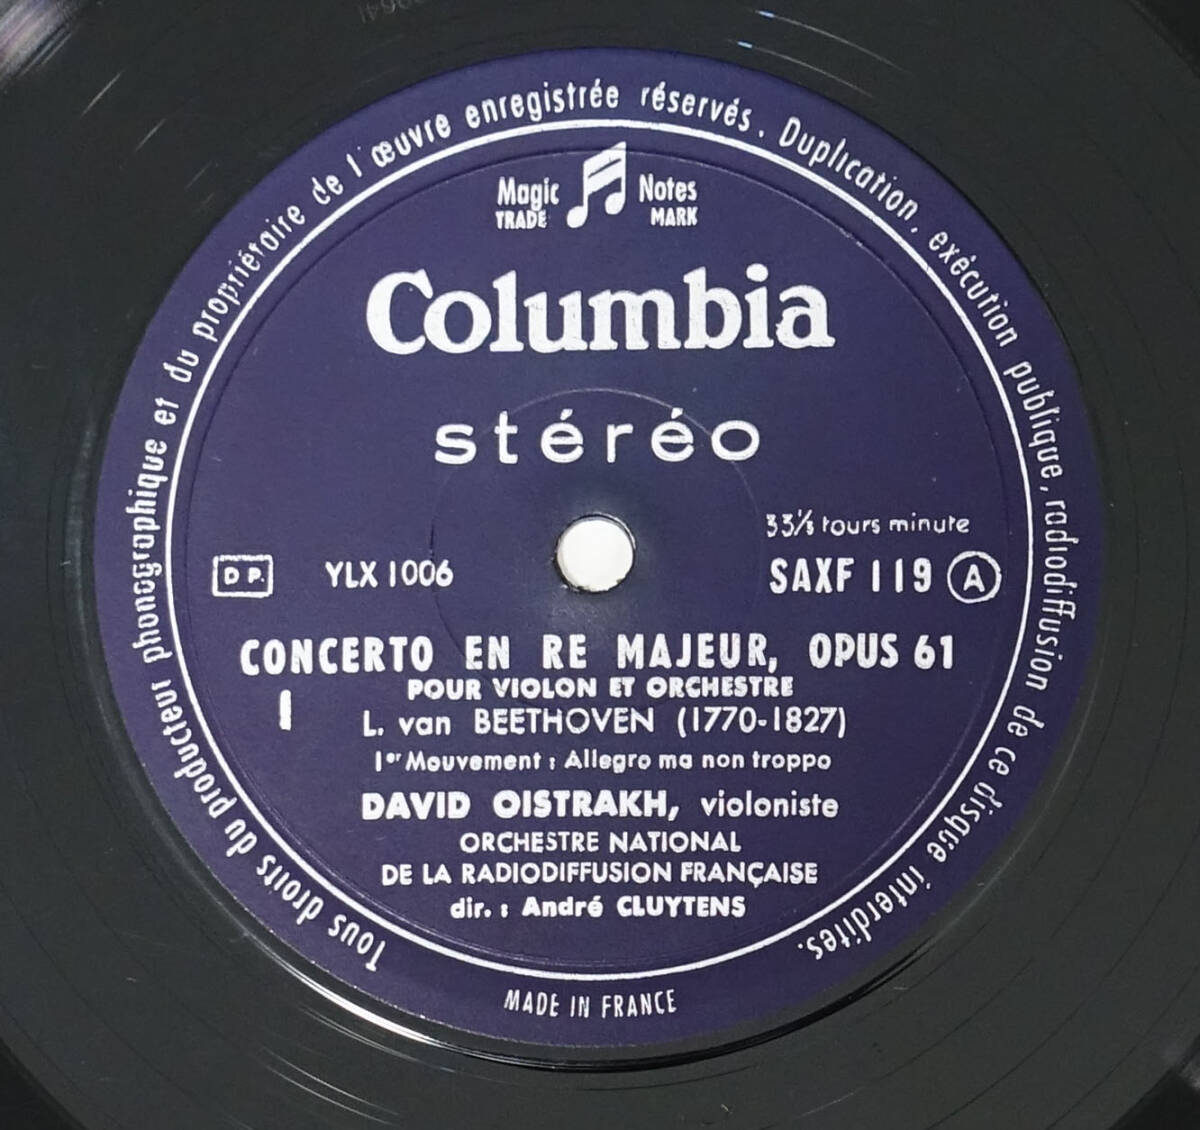 Tous droits du producteur phonographique et du propriétaire de l'œuvre enregistrée réservés. Duplication, exécution publique, radiodiffusion de ce disque interdites.
Magic Notes
TRADE MARK
Columbia
stéréo
33⅓ tours minute
D P. YLX 1006 SAXF 119 A
CONCERTO EN RE MAJEUR, OPUS 61
POUR VIOLON ET ORCHESTRE
I L. van BEETHOVEN (1770-1827)
1er Mouvement : Allegro ma non troppo
DAVID OISTRAKH, violoniste
ORCHESTRE NATIONAL
DE LA RADIODIFFUSION FRANÇAISE
dir. : André CLUYTENS
MADE IN FRANCE